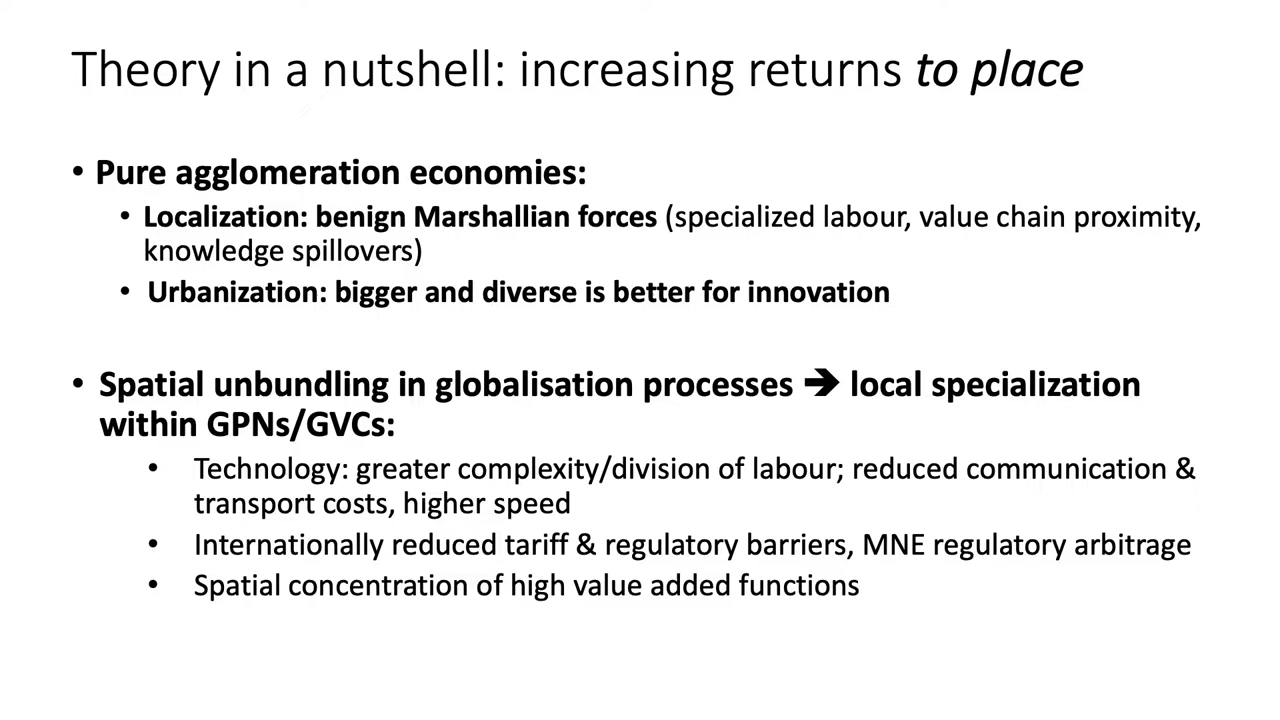 Theory in a nutshell: increasing returns to place
• Pure agglomeration economies:
• Localization: benign Marshallian forces (specialized labour, value chain proximity,
knowledge spillovers)
• Urbanization: bigger and diverse is better for innovation
• Spatial unbundling in globalisation processes ➔ local specialization
within GPNs/GVCs:
• Technology: greater complexity/division of labour; reduced communication &
transport costs, higher speed
• Internationally reduced tariff & regulatory barriers, MNE regulatory arbitrage
• Spatial concentration of high value added functions